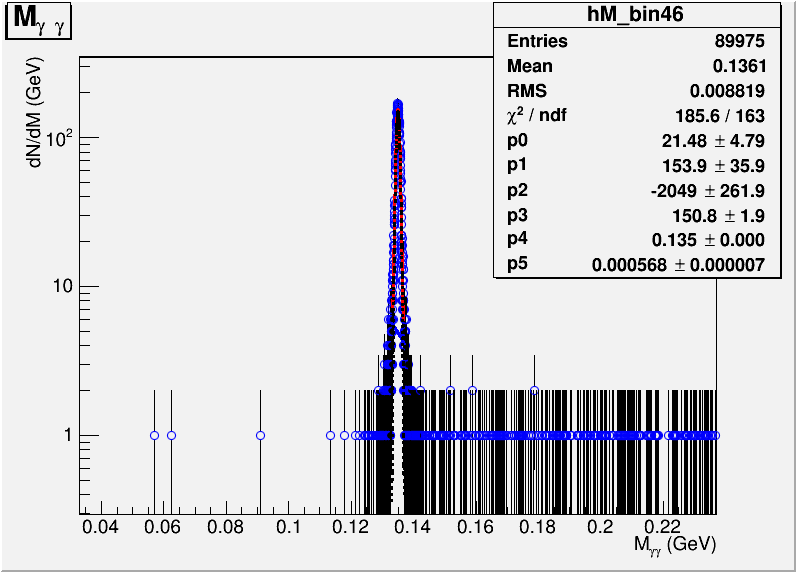 M_γ γ
hM_bin46
Entries 89975
Mean 0.1361
RMS 0.008819
χ² / ndf 185.6 / 163
p0 21.48 ± 4.79
p1 153.9 ± 35.9
p2 -2049 ± 261.9
p3 150.8 ± 1.9
p4 0.135 ± 0.000
p5 0.000568 ± 0.000007
dN/dM (GeV)
10²
10
1
0.04 0.06 0.08 0.1 0.12 0.14 0.16 0.18 0.2 0.22
M_γγ (GeV)